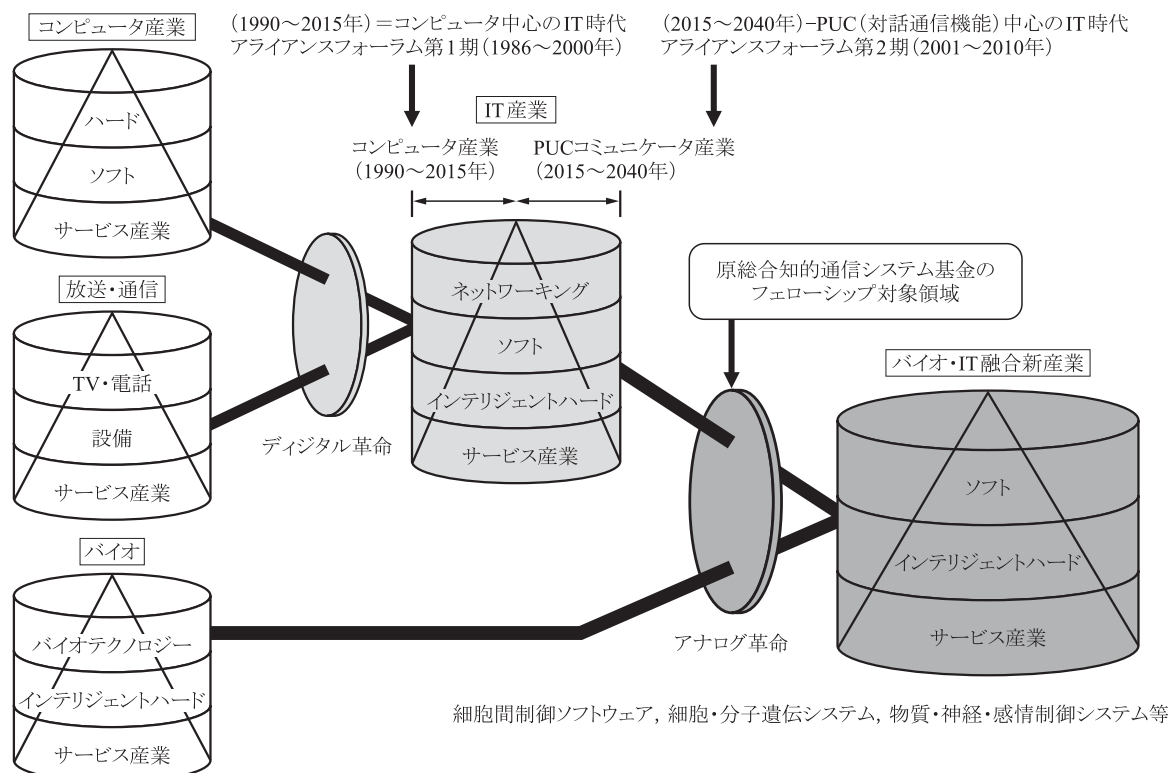 コンピュータ産業
(1990～2015年)＝コンピュータ中心のIT時代
アライアンスフォーラム第1期(1986～2000年)
(2015～2040年)−PUC(対話通信機能)中心のIT時代
アライアンスフォーラム第2期(2001～2010年)
ハード
ソフト
サービス産業
IT産業
コンピュータ産業
(1990～2015年)
PUCコミュニケータ産業
(2015～2040年)
放送・通信
TV・電話
設備
サービス産業
ディジタル革命
ネットワーキング
ソフト
インテリジェントハード
サービス産業
原総合知的通信システム基金の
フェローシップ対象領域
バイオ・IT融合新産業
ソフト
インテリジェントハード
サービス産業
バイオ
バイオテクノロジー
インテリジェントハード
サービス産業
アナログ革命
細胞間制御ソフトウェア, 細胞・分子遺伝システム, 物質・神経・感情制御システム等